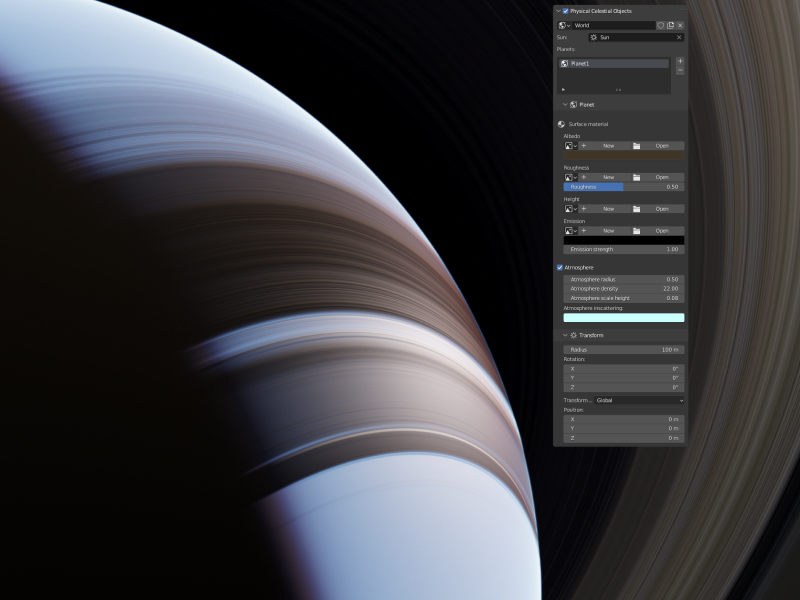 Physical Celestial Objects
World
Sun: Sun
Planets:
Planet1
Planet
Surface material
Albedo
New Open
Roughness
New Open
Roughness 0.50
Height
New Open
Emission
New Open
Emission strength 1.00
Atmosphere
Atmosphere radius 0.50
Atmosphere density 22.00
Atmosphere scale height 0.08
Atmosphere inscattering:
Transform
Radius 100 m
Rotation:
X 0°
Y 0°
Z 0°
Transform... Global
Position:
X 0 m
Y 0 m
Z 0 m